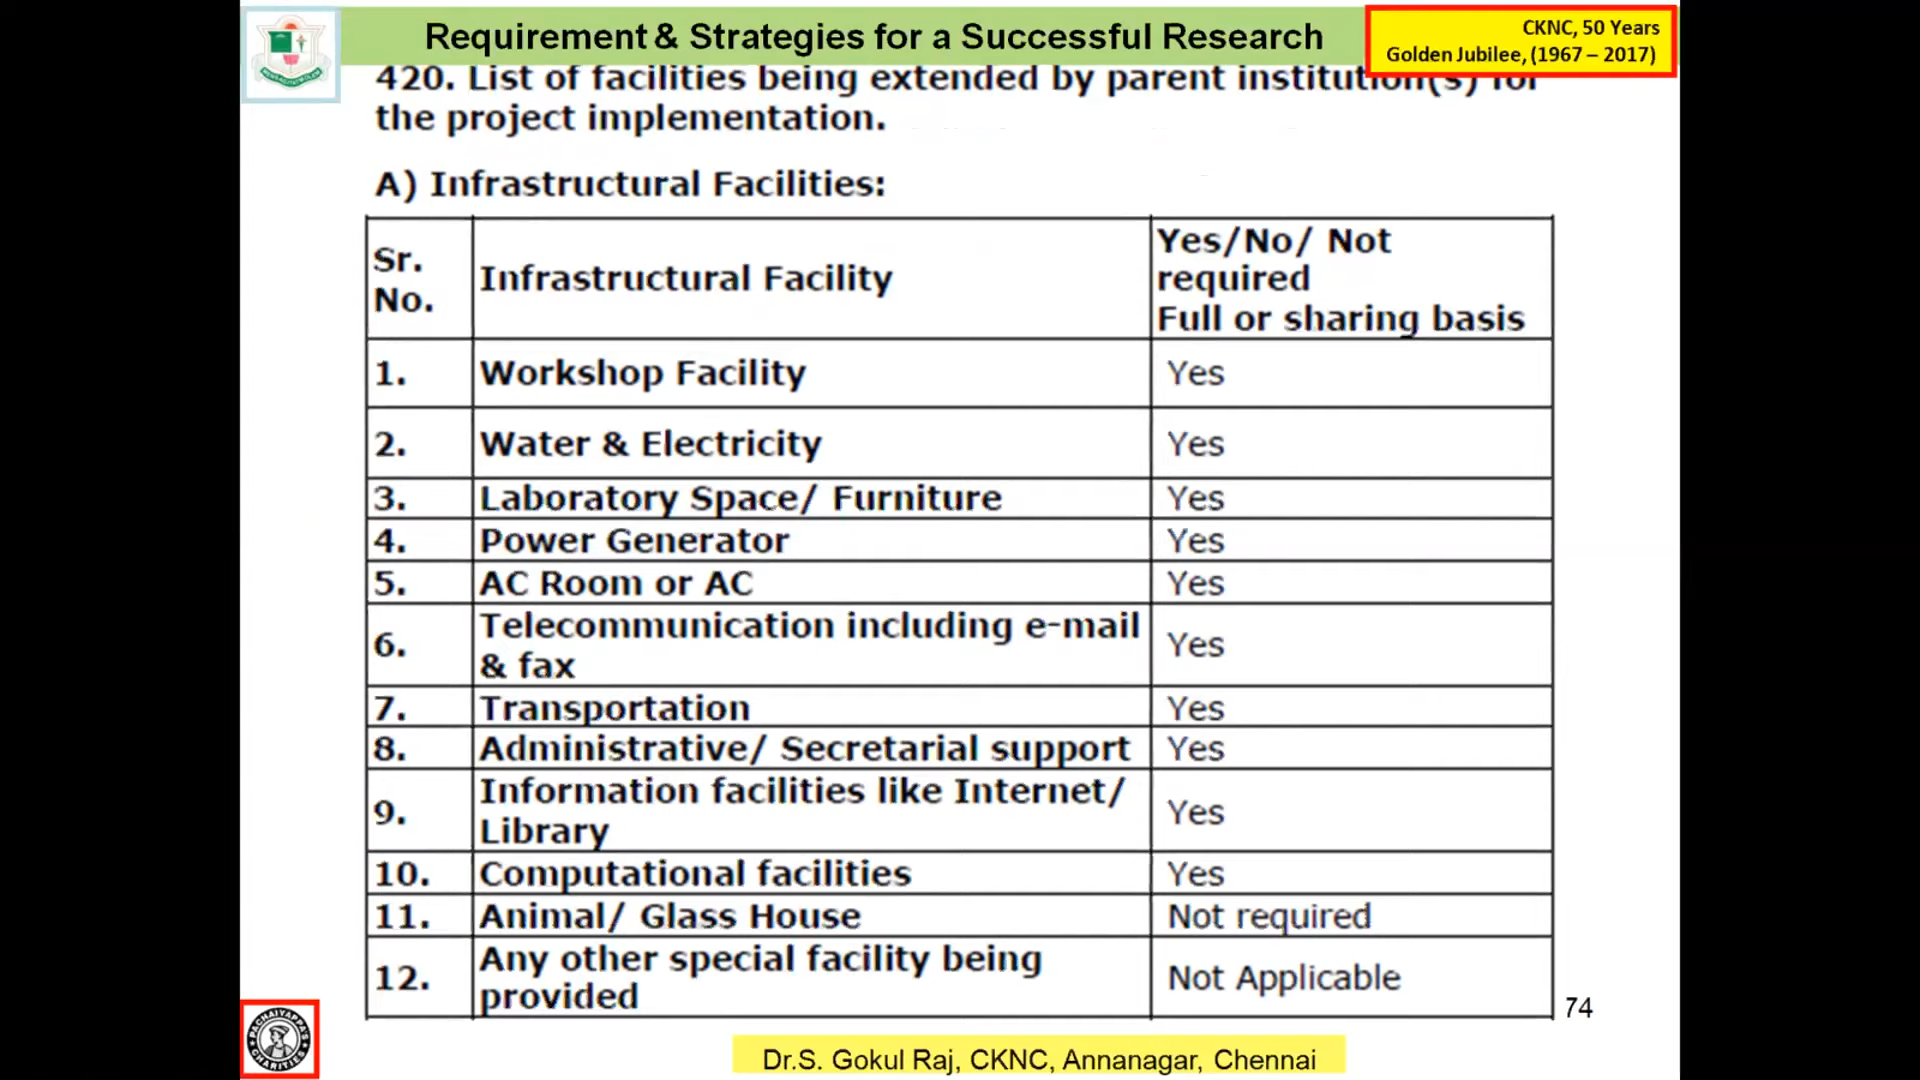 Requirement & Strategies for a Successful Research
CKNC, 50 Years
Golden Jubilee, (1967 – 2017)
420. List of facilities being extended by parent institution(s) for
the project implementation.
A) Infrastructural Facilities:
Sr.
No.
Infrastructural Facility
Yes/No/ Not
required
Full or sharing basis
1. Workshop Facility Yes
2. Water & Electricity Yes
3. Laboratory Space/ Furniture Yes
4. Power Generator Yes
5. AC Room or AC Yes
6. Telecommunication including e-mail
& fax
Yes
7. Transportation Yes
8. Administrative/ Secretarial support Yes
9. Information facilities like Internet/
Library
Yes
10. Computational facilities Yes
11. Animal/ Glass House Not required
12. Any other special facility being
provided
Not Applicable
74
PACHAIYAPPA'S
CHARITIES
Dr.S. Gokul Raj, CKNC, Annanagar, Chennai